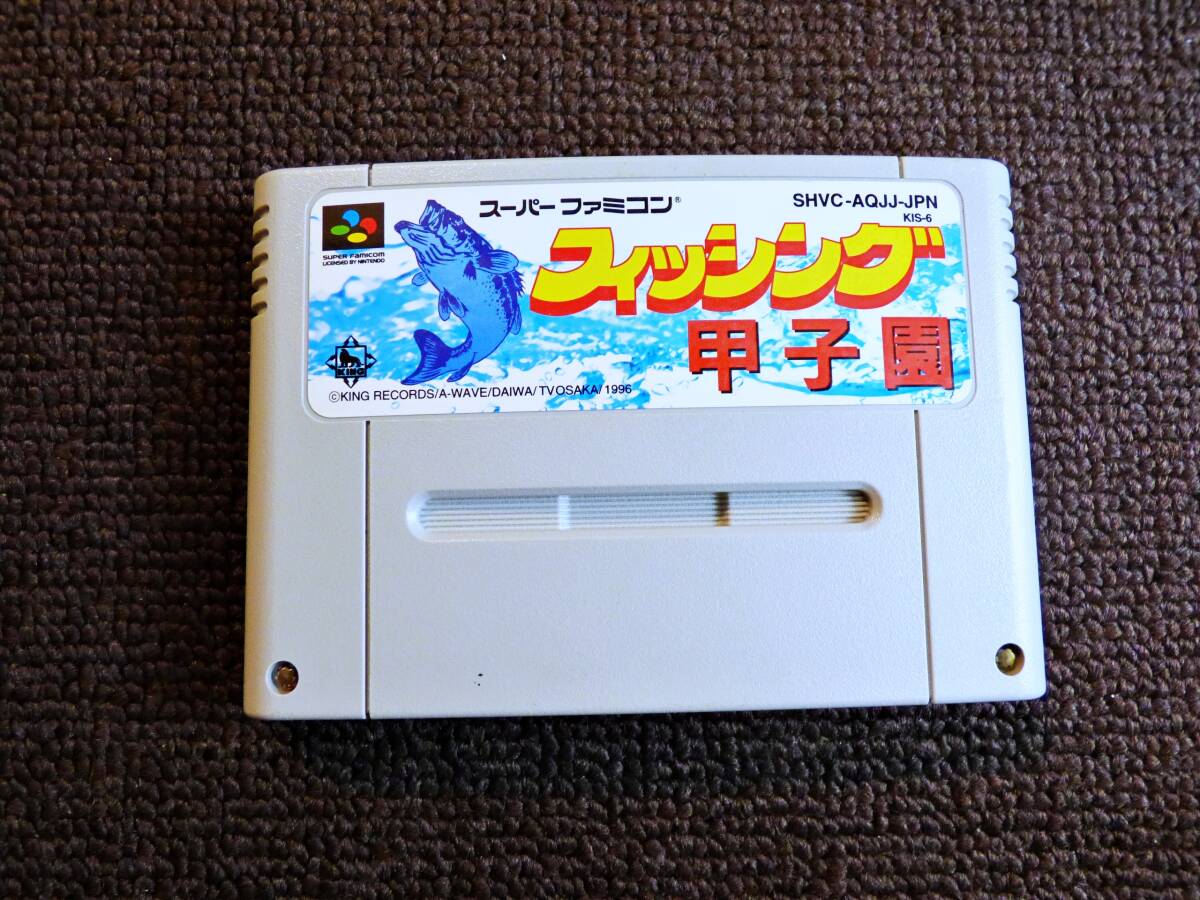 スーパーファミコン®
SHVC-AQJJ-JPN
KIS-6
SUPER FAMICOM
LICENSED BY NINTENDO
フィッシング
甲子園
KING
©KING RECORDS/A-WAVE/DAIWA/TVOSAKA/1996